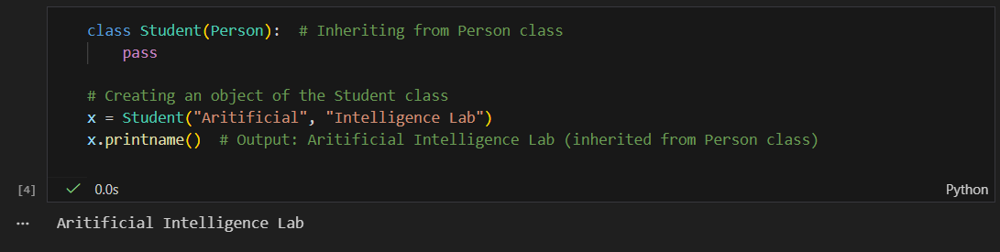 class Student(Person):  # Inheriting from Person class
    pass
# Creating an object of the Student class
x = Student("Aritificial", "Intelligence Lab")
x.printname()  # Output: Aritificial Intelligence Lab (inherited from Person class)
[4] ✓ 0.0s Python
... Aritificial Intelligence Lab